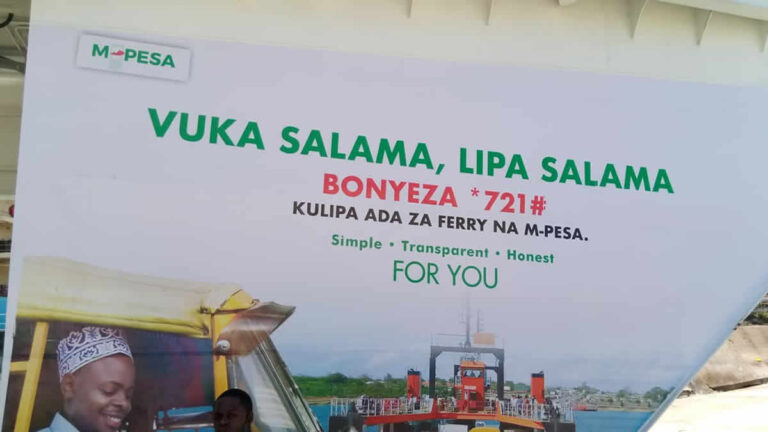 M-PESA
VUKA SALAMA, LIPA SALAMA
BONYEZA *721#
KULIPA ADA ZA FERRY NA M-PESA.
Simple • Transparent • Honest
FOR YOU